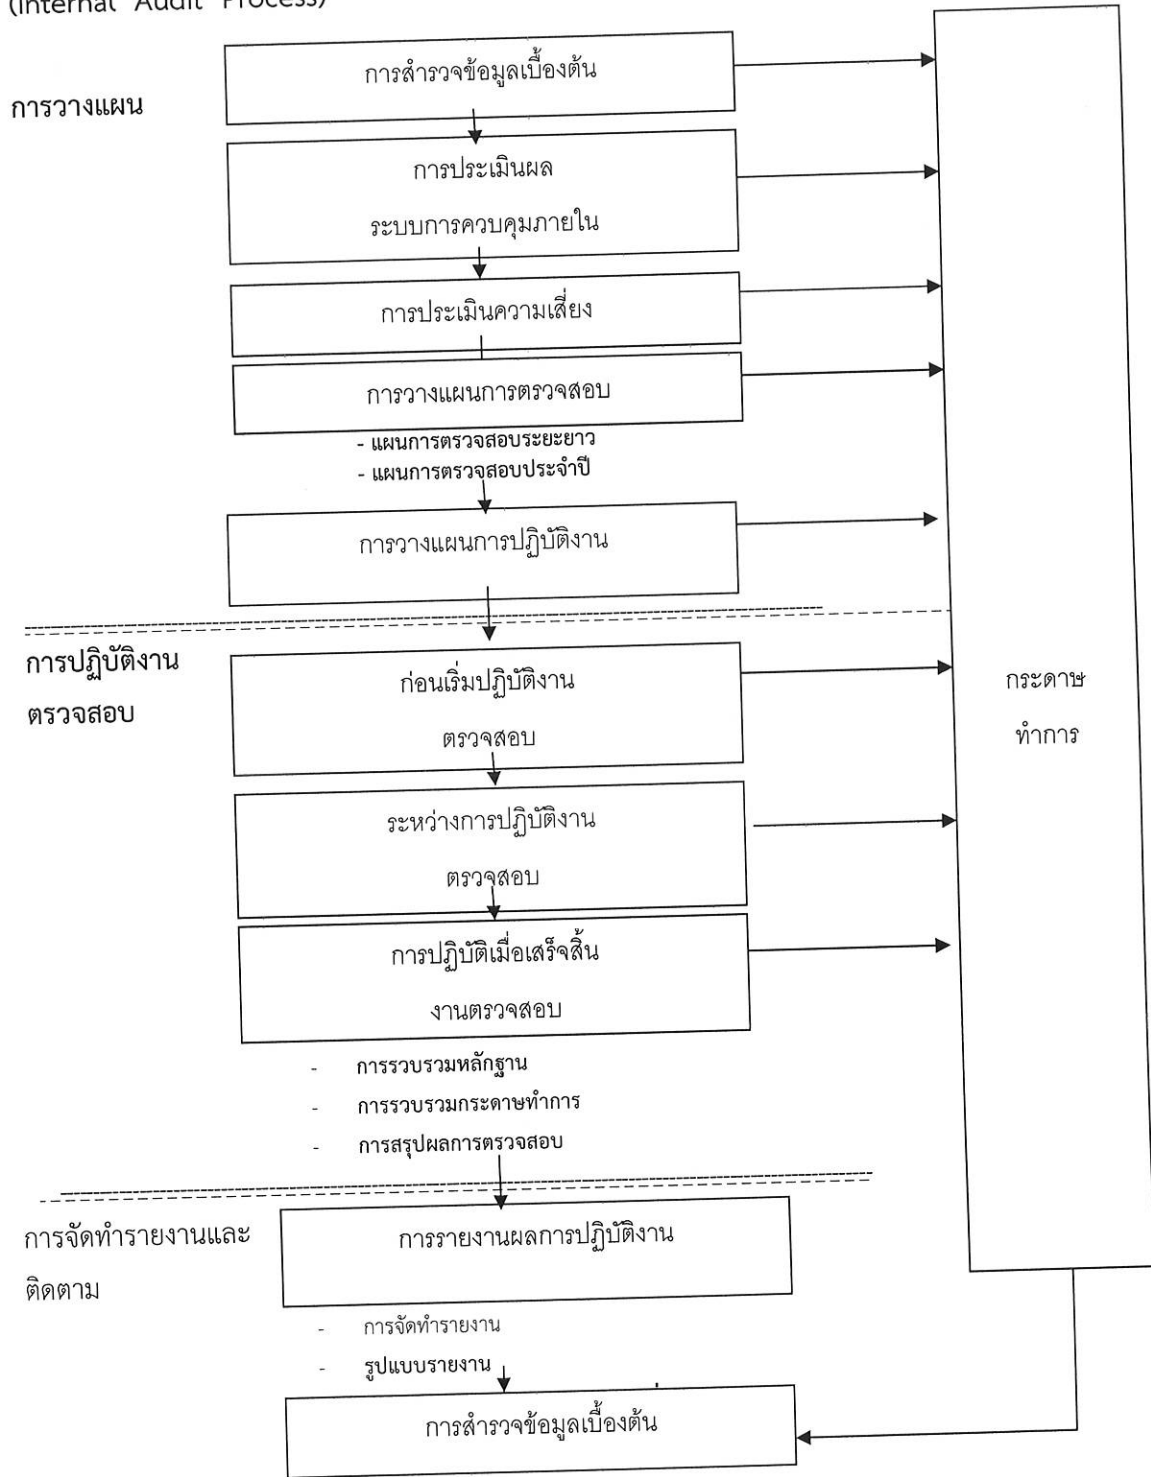 (Internal Audit Process)
การสำรวจข้อมูลเบื้องต้น
การวางแผน
การประเมินผล
ระบบการควบคุมภายใน
การประเมินความเสี่ยง
การวางแผนการตรวจสอบ
- แผนการตรวจสอบระยะยาว
- แผนการตรวจสอบประจำปี
การวางแผนการปฏิบัติงาน
การปฏิบัติงาน
ตรวจสอบ
ก่อนเริ่มปฏิบัติงาน
ตรวจสอบ
กระดาษ
ทำการ
ระหว่างการปฏิบัติงาน
ตรวจสอบ
การปฏิบัติเมื่อเสร็จสิ้น
งานตรวจสอบ
- การรวบรวมหลักฐาน
- การรวบรวมกระดาษทำการ
- การสรุปผลการตรวจสอบ
การจัดทำรายงานและ
ติดตาม
การรายงานผลการปฏิบัติงาน
- การจัดทำรายงาน
- รูปแบบรายงาน
การสำรวจข้อมูลเบื้องต้น